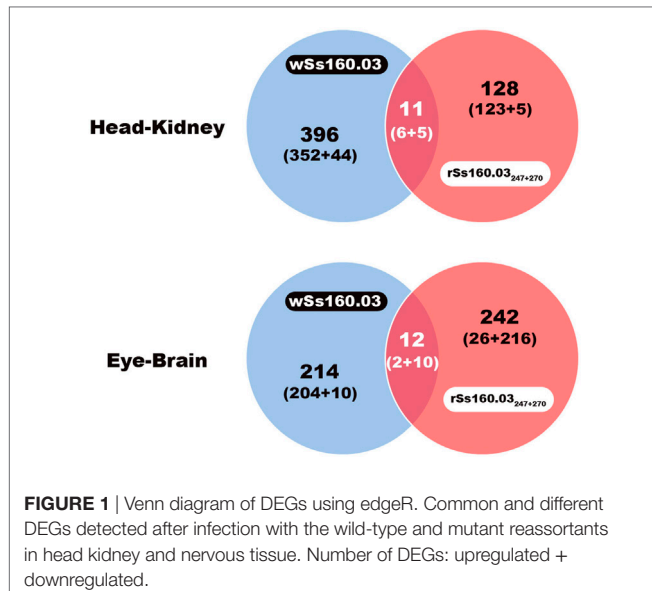 wSs160.03
128
(123+5)
11
(6+5)
Head-Kidney
396
(352+44)
rSs160.03247+270
wSs160.03
242
(26+216)
12
(2+10)
Eye-Brain
214
(204+10)
rSs160.03247+270
FIGURE 1 | Venn diagram of DEGs using edgeR. Common and different
DEGs detected after infection with the wild-type and mutant reassortants
in head kidney and nervous tissue. Number of DEGs: upregulated +
downregulated.